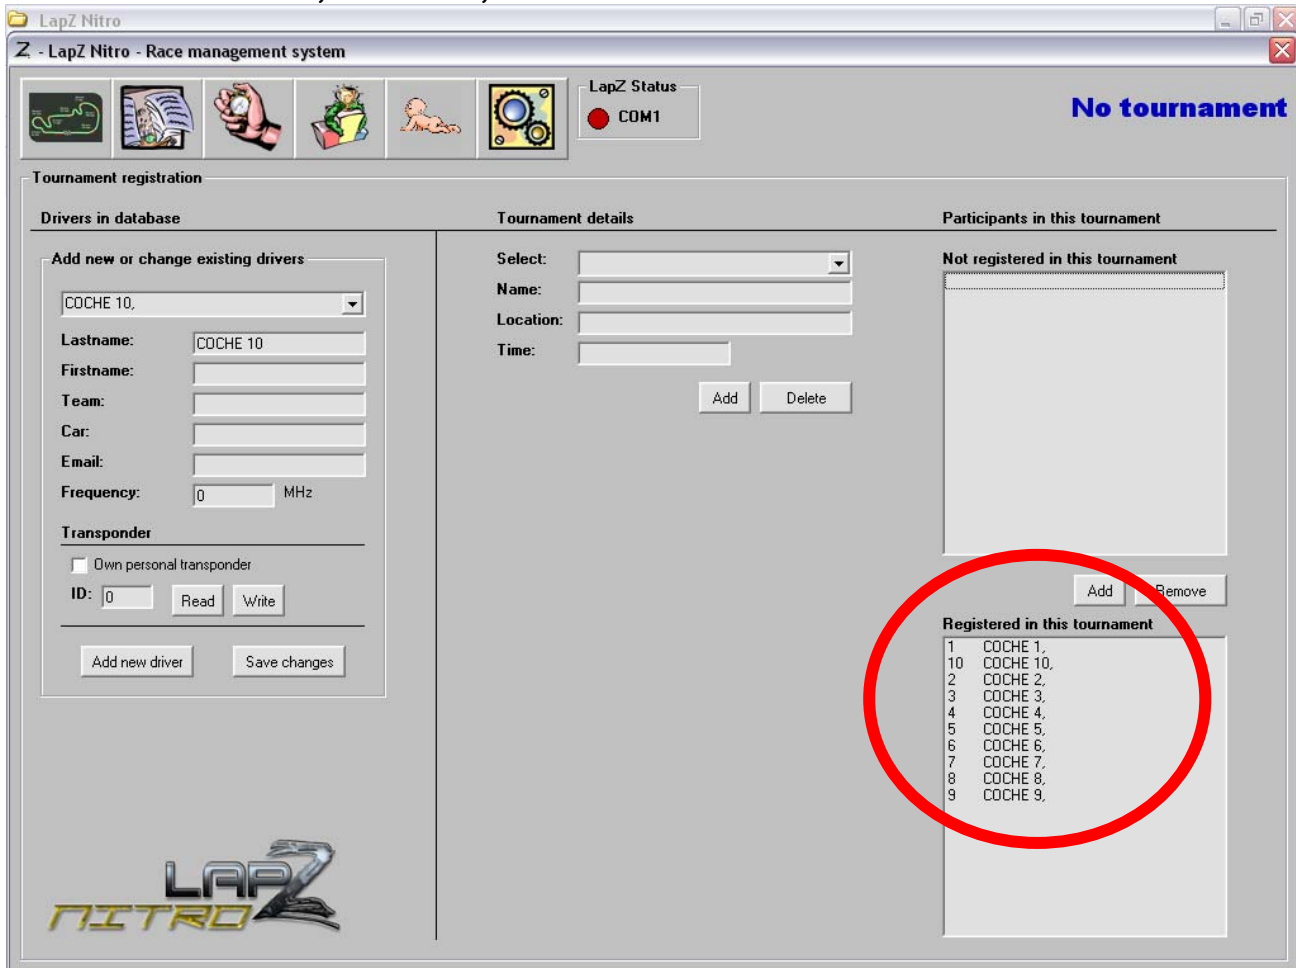 LapZ Nitro
Z - LapZ Nitro - Race management system
LapZ Status
COM1
No tournament
Tournament registration
Drivers in database
Add new or change existing drivers
COCHE 10,
Lastname: COCHE 10
Firstname:
Team:
Car:
Email:
Frequency: 0 MHz
Transponder
Own personal transponder
ID: 0 Read Write
Add new driver Save changes
LAPZ
NITRO
Tournament details
Select:
Name:
Location:
Time:
Add Delete
Participants in this tournament
Not registered in this tournament
Add Remove
Registered in this tournament
1 COCHE 1,
10 COCHE 10,
2 COCHE 2,
3 COCHE 3,
4 COCHE 4,
5 COCHE 5,
6 COCHE 6,
7 COCHE 7,
8 COCHE 8,
9 COCHE 9,